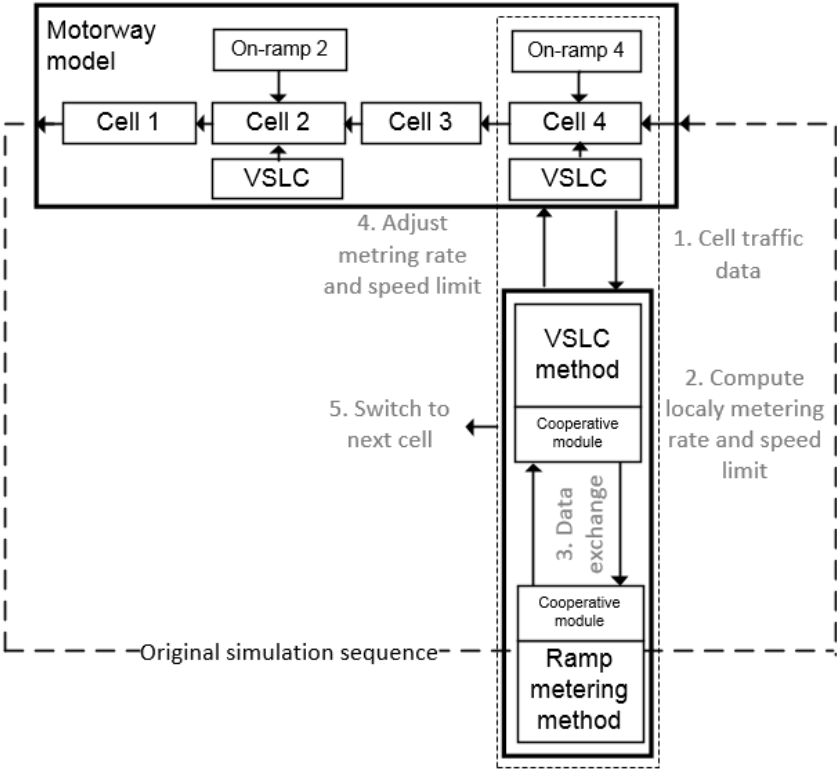 Motorway
model
On-ramp 2
On-ramp 4
Cell 1
Cell 2
Cell 3
Cell 4
VSLC
VSLC
4. Adjust
metring rate
and speed limit
1. Cell traffic
data
VSLC
method
Cooperative
module
2. Compute
localy metering
rate and speed
limit
5. Switch to
next cell
3. Data
exchange
Cooperative
module
Ramp
metering
method
Original simulation sequence